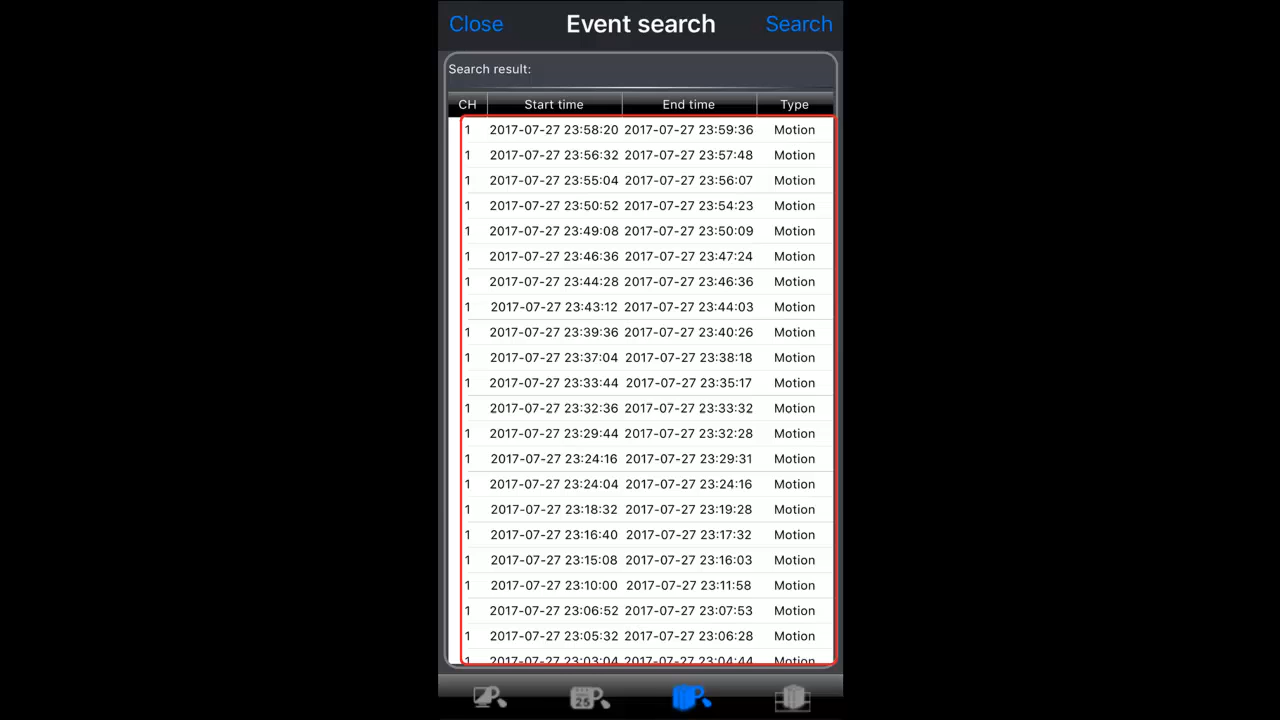 Close Event search Search
Search result:
CH Start time End time Type
1 2017-07-27 23:58:20 2017-07-27 23:59:36 Motion
1 2017-07-27 23:56:32 2017-07-27 23:57:48 Motion
1 2017-07-27 23:55:04 2017-07-27 23:56:07 Motion
1 2017-07-27 23:50:52 2017-07-27 23:54:23 Motion
1 2017-07-27 23:49:08 2017-07-27 23:50:09 Motion
1 2017-07-27 23:46:36 2017-07-27 23:47:24 Motion
1 2017-07-27 23:44:28 2017-07-27 23:46:36 Motion
1 2017-07-27 23:43:12 2017-07-27 23:44:03 Motion
1 2017-07-27 23:39:36 2017-07-27 23:40:26 Motion
1 2017-07-27 23:37:04 2017-07-27 23:38:18 Motion
1 2017-07-27 23:33:44 2017-07-27 23:35:17 Motion
1 2017-07-27 23:32:36 2017-07-27 23:33:32 Motion
1 2017-07-27 23:29:44 2017-07-27 23:32:28 Motion
1 2017-07-27 23:24:16 2017-07-27 23:29:31 Motion
1 2017-07-27 23:24:04 2017-07-27 23:24:16 Motion
1 2017-07-27 23:18:32 2017-07-27 23:19:28 Motion
1 2017-07-27 23:16:40 2017-07-27 23:17:32 Motion
1 2017-07-27 23:15:08 2017-07-27 23:16:03 Motion
1 2017-07-27 23:10:00 2017-07-27 23:11:58 Motion
1 2017-07-27 23:06:52 2017-07-27 23:07:53 Motion
1 2017-07-27 23:05:32 2017-07-27 23:06:28 Motion
1 2017-07-27 23:03:04 2017-07-27 23:04:44 Motion
25